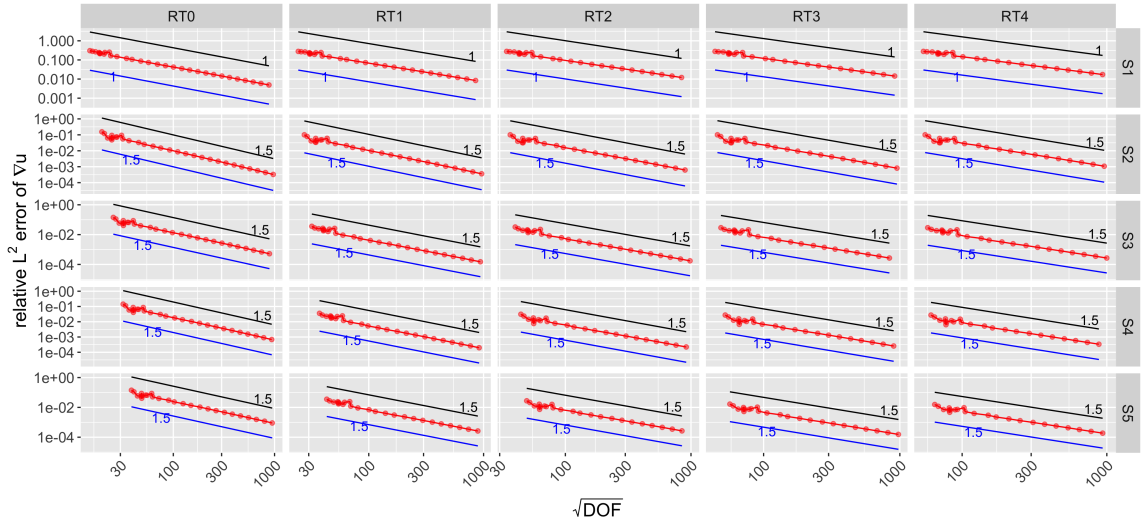 RT0 RT1 RT2 RT3 RT4
1.000
0.100
0.010
0.001
1 1 1 1 1
1 1 1 1 1
S1
1e+00
1e-01
1e-02
1e-03
1e-04
1.5 1.5 1.5 1.5 1.5
1.5 1.5 1.5 1.5 1.5
S2
1e+00
1e-02
1e-04
1.5 1.5 1.5 1.5 1.5
1.5 1.5 1.5 1.5 1.5
S3
1e+00
1e-01
1e-02
1e-03
1e-04
1.5 1.5 1.5 1.5 1.5
1.5 1.5 1.5 1.5 1.5
S4
1e+00
1e-02
1e-04
1.5 1.5 1.5 1.5 1.5
1.5 1.5 1.5 1.5 1.5
S5
30 100 300 1000 30 100 300 1000 30 100 300 1000 100 300 1000 100 300 1000
√DOF
relative L² error of ∇u